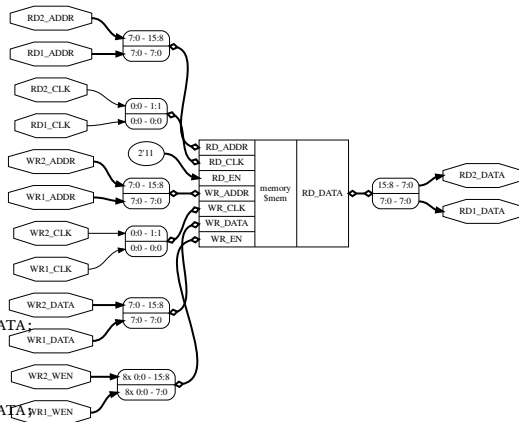 RD2_ADDR
7:0 - 15:8
RD1_ADDR
7:0 - 7:0
RD2_CLK
0:0 - 1:1
RD1_CLK
0:0 - 0:0
2'11
WR2_ADDR
7:0 - 15:8
WR1_ADDR
7:0 - 7:0
WR2_CLK
0:0 - 1:1
WR1_CLK
0:0 - 0:0
WR2_DATA
7:0 - 15:8
ATA;
WR1_DATA
7:0 - 7:0
WR2_WEN
8x 0:0 - 15:8
8x 0:0 - 7:0
ATA;
WR1_WEN
RD_ADDR
RD_CLK
RD_EN
WR_ADDR
WR_CLK
WR_DATA
WR_EN
memory
$mem
RD_DATA
15:8 - 7:0
7:0 - 7:0
RD2_DATA
RD1_DATA